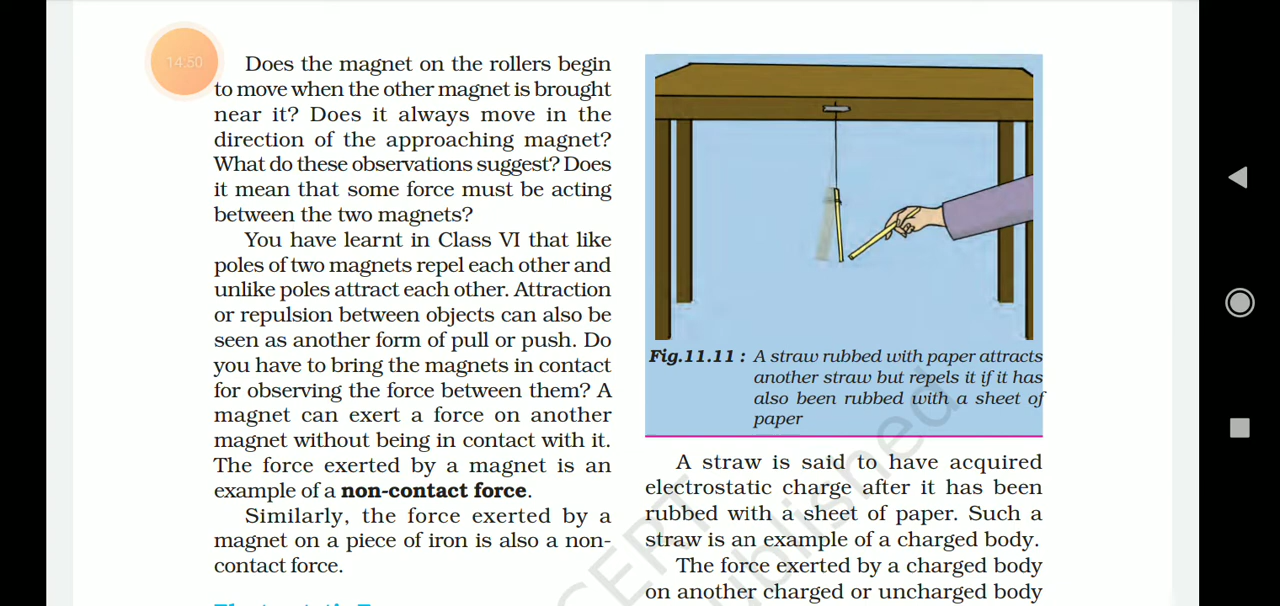 14:50
Does the magnet on the rollers begin
to move when the other magnet is brought
near it? Does it always move in the
direction of the approaching magnet?
What do these observations suggest? Does
it mean that some force must be acting
between the two magnets?
You have learnt in Class VI that like
poles of two magnets repel each other and
unlike poles attract each other. Attraction
or repulsion between objects can also be
seen as another form of pull or push. Do
you have to bring the magnets in contact
for observing the force between them? A
magnet can exert a force on another
magnet without being in contact with it.
The force exerted by a magnet is an
example of a non-contact force.
Similarly, the force exerted by a
magnet on a piece of iron is also a non-
contact force.
Fig.11.11 : A straw rubbed with paper attracts
another straw but repels it if it has
also been rubbed with a sheet of
paper
A straw is said to have acquired
electrostatic charge after it has been
rubbed with a sheet of paper. Such a
straw is an example of a charged body.
The force exerted by a charged body
on another charged or uncharged body